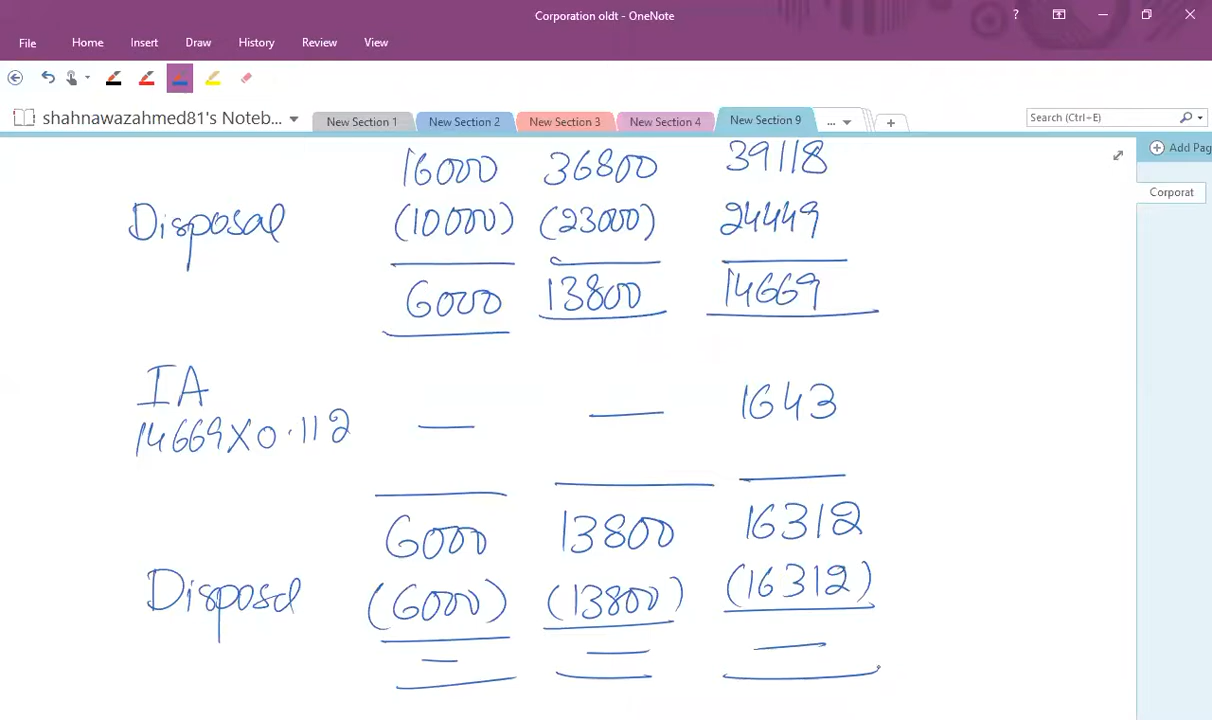 Corporation oldt - OneNote
File Home Insert Draw History Review View
shahnawazahmed81's Noteb... New Section 1 New Section 2 New Section 3 New Section 4 New Section 9 ... Search (Ctrl+E)
Add Pag
Corporat
16000 36800 39118
Disposal (10000) (23000) 24449
6000 13800 14669
IA
14669X0.112 — — 1643
6000 13800 16312
Disposal (6000) (13800) (16312)
— — —